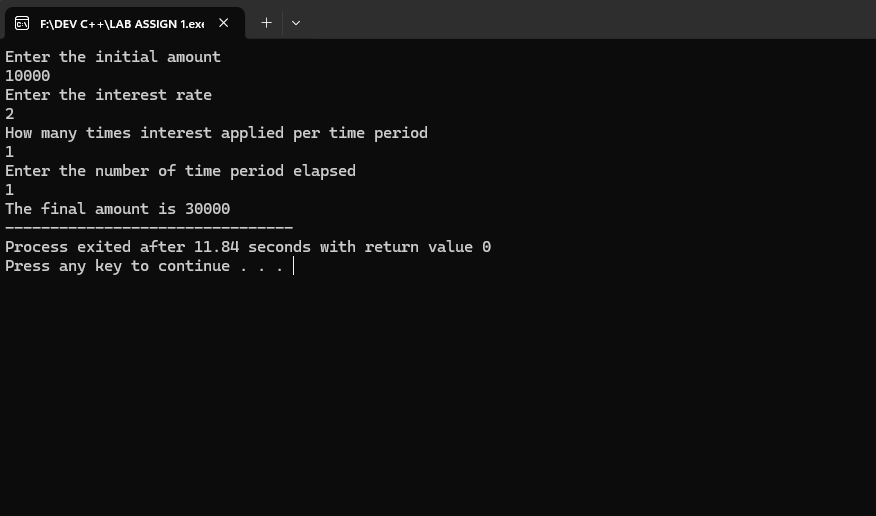 F:\DEV C++\LAB ASSIGN 1.exe
Enter the initial amount
10000
Enter the interest rate
2
How many times interest applied per time period
1
Enter the number of time period elapsed
1
The final amount is 30000
--------------------------------
Process exited after 11.84 seconds with return value 0
Press any key to continue . . .